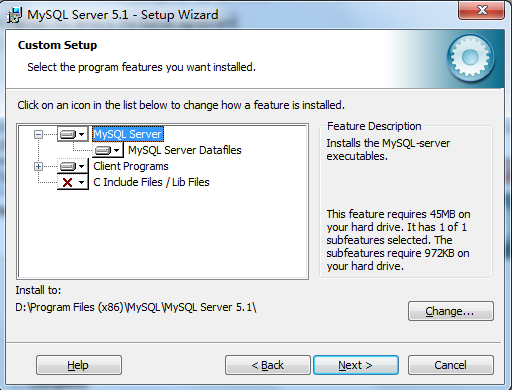 MySQL Server 5.1 - Setup Wizard
Custom Setup
Select the program features you want installed.
Click on an icon in the list below to change how a feature is installed.
MySQL Server
MySQL Server Datafiles
Client Programs
C Include Files / Lib Files
Feature Description
Installs the MySQL-server
executables.
This feature requires 45MB on
your hard drive. It has 1 of 1
subfeatures selected. The
subfeatures require 972KB on
your hard drive.
Install to:
D:\Program Files (x86)\MySQL\MySQL Server 5.1\
Change...
Help
< Back
Next >
Cancel